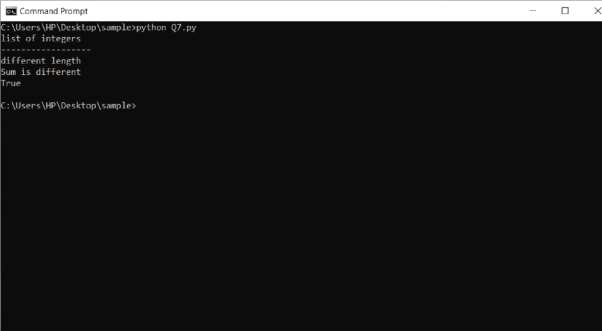 Command Prompt
C:\Users\HP\Desktop\sample>python Q7.py
list of integers
------------------
different length
Sum is different
True
C:\Users\HP\Desktop\sample>